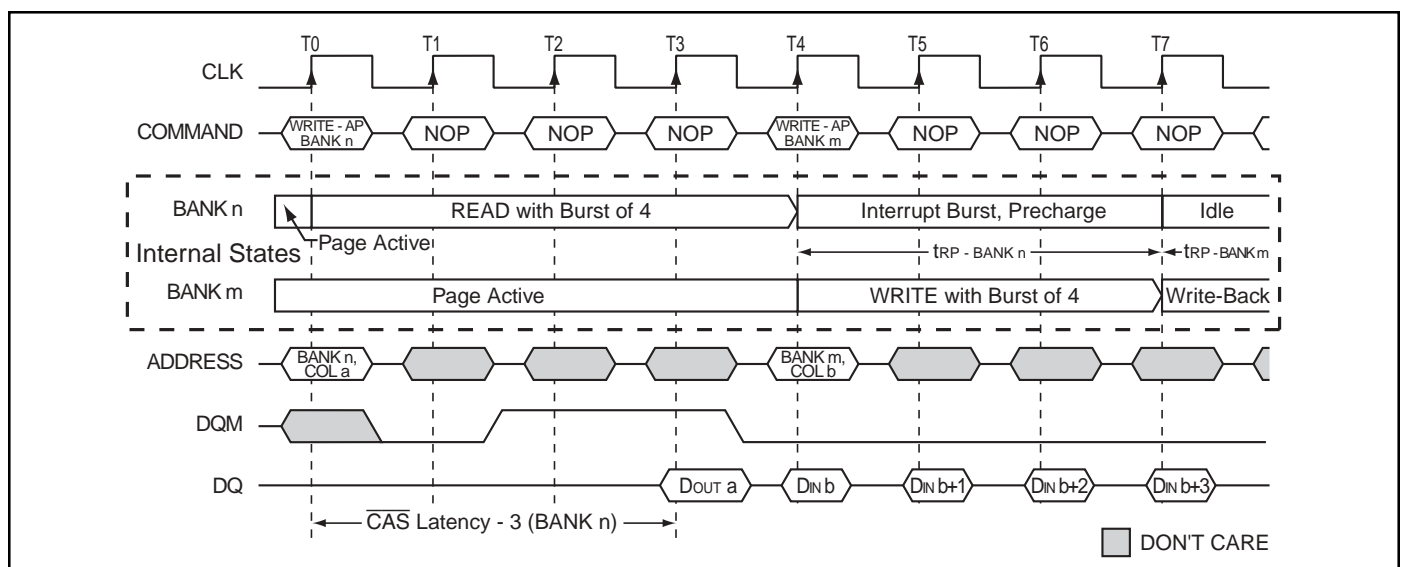 T0 T1 T2 T3 T4 T5 T6 T7
CLK
COMMAND WRITE - AP BANK n NOP NOP NOP WRITE - AP BANK m NOP NOP NOP
BANK n READ with Burst of 4 Interrupt Burst, Precharge Idle
Internal States Page Active tRP - BANK n tRP - BANK m
BANK m Page Active WRITE with Burst of 4 Write-Back
ADDRESS BANK n, COL a BANK m, COL b
DQM
DQ DOUT a DIN b DIN b+1 DIN b+2 DIN b+3
CAS Latency - 3 (BANK n)
DON'T CARE